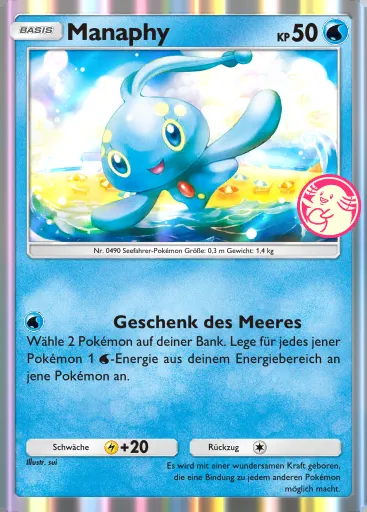 BASIS Manaphy KP 50
Nr. 0490 Seefahrer-Pokémon Größe: 0,3 m Gewicht: 1,4 kg
Geschenk des Meeres
Wähle 2 Pokémon auf deiner Bank. Lege für jedes jener
Pokémon 1 -Energie aus deinem Energiebereich an
jene Pokémon an.
Schwäche +20 Rückzug
Illustr. sui
Es wird mit einer wundersamen Kraft geboren,
die eine Bindung zu jedem anderen Pokémon
möglich macht.